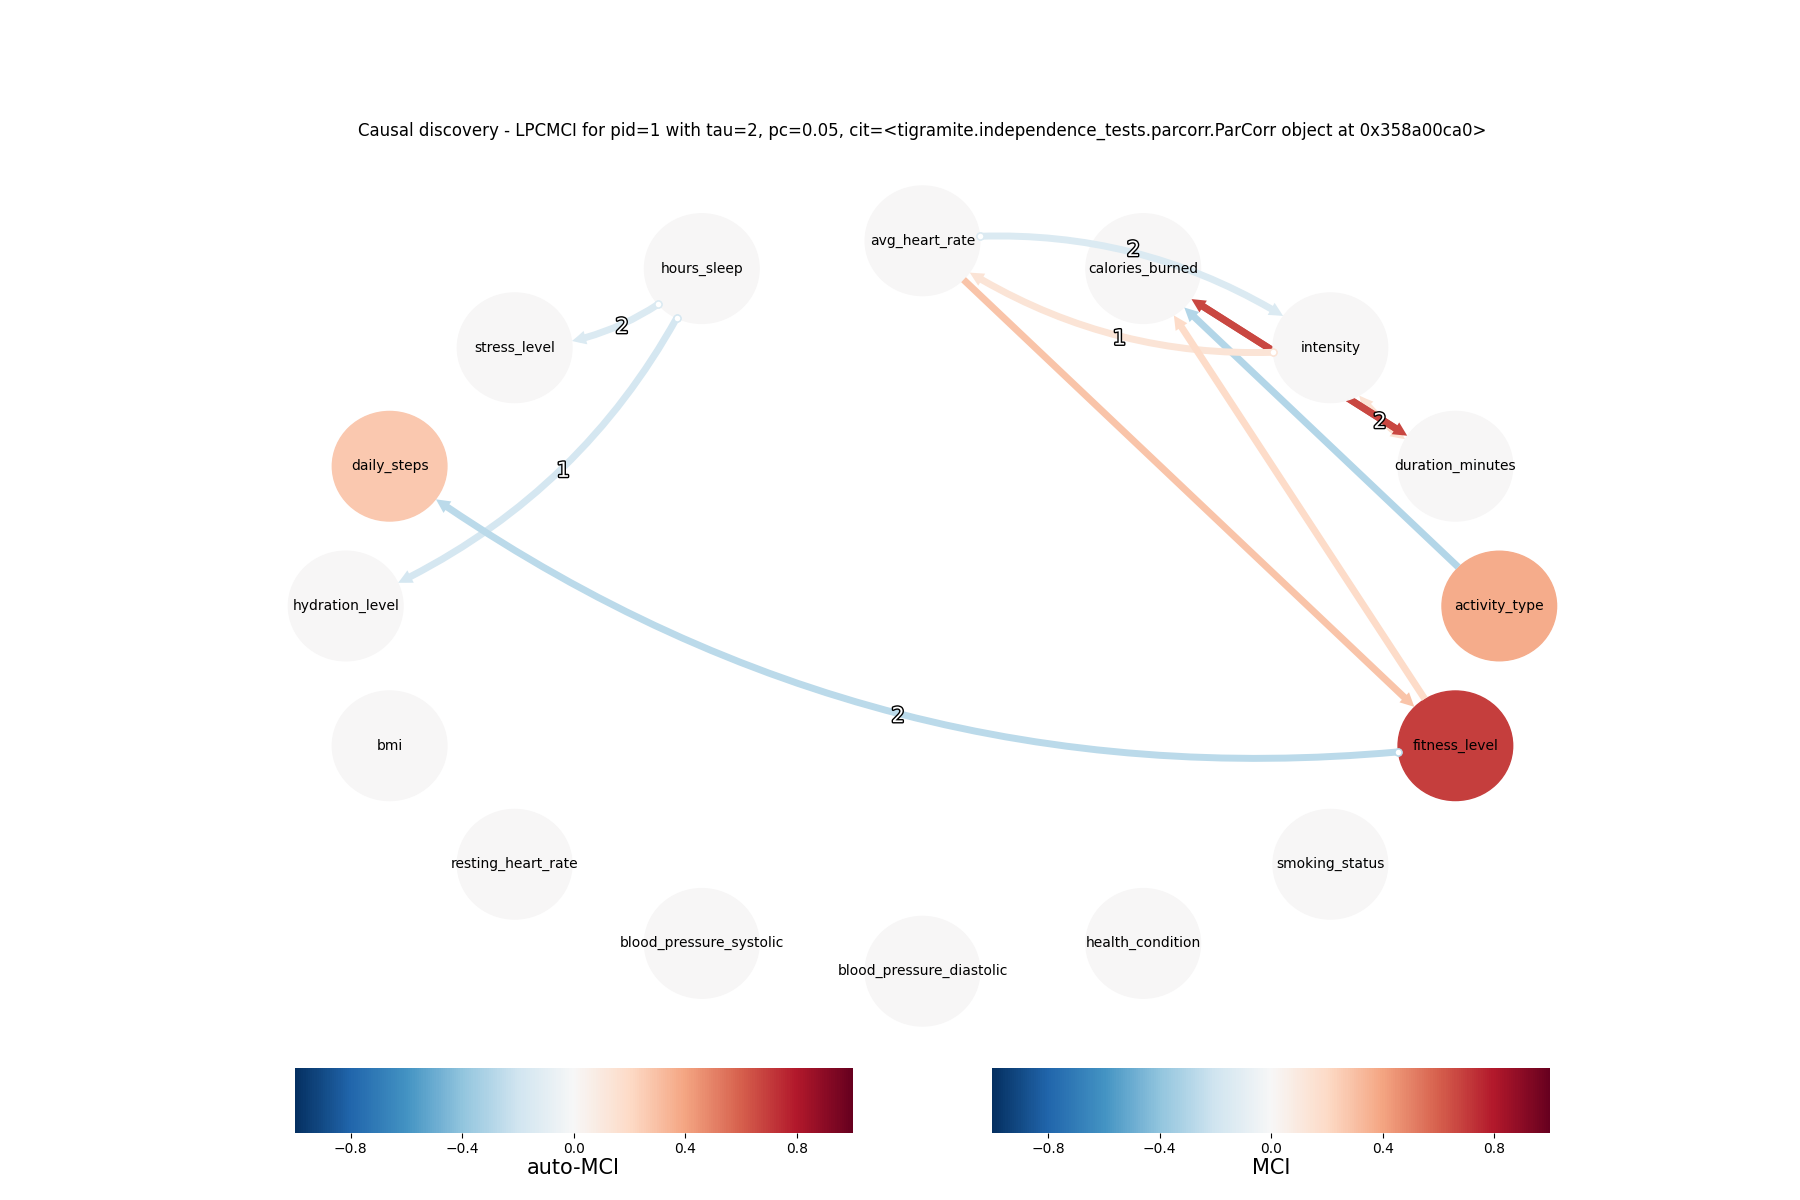 Causal discovery - LPCMCI for pid=1 with tau=2, pc=0.05, cit=<tigramite.independence_tests.parcorr.ParCorr object at 0x358a00ca0>
avg_heart_rate
2
calories_burned
hours_sleep
2
1
stress_level
intensity
2
daily_steps
1
duration_minutes
hydration_level
activity_type
2
bmi
fitness_level
resting_heart_rate
smoking_status
blood_pressure_systolic
health_condition
blood_pressure_diastolic
−0.8 −0.4 0.0 0.4 0.8
auto-MCI
−0.8 −0.4 0.0 0.4 0.8
MCI